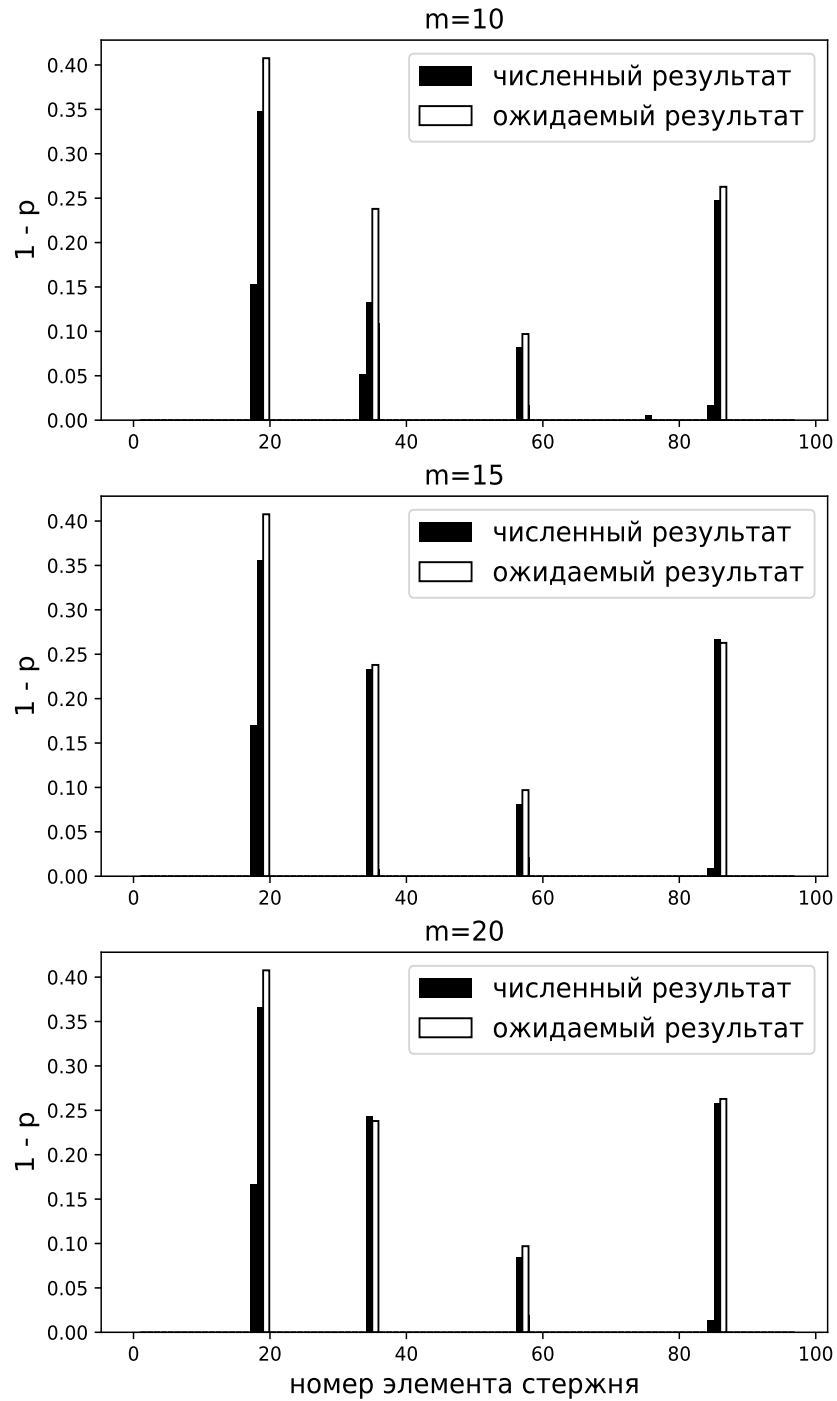 m=10
0.40
0.35
0.30
0.25
0.20
0.15
0.10
0.05
0.00
1 - p
численный результат
ожидаемый результат
0 20 40 60 80 100
m=15
0.40
0.35
0.30
0.25
0.20
0.15
0.10
0.05
0.00
1 - p
численный результат
ожидаемый результат
0 20 40 60 80 100
m=20
0.40
0.35
0.30
0.25
0.20
0.15
0.10
0.05
0.00
1 - p
численный результат
ожидаемый результат
0 20 40 60 80 100
номер элемента стержня